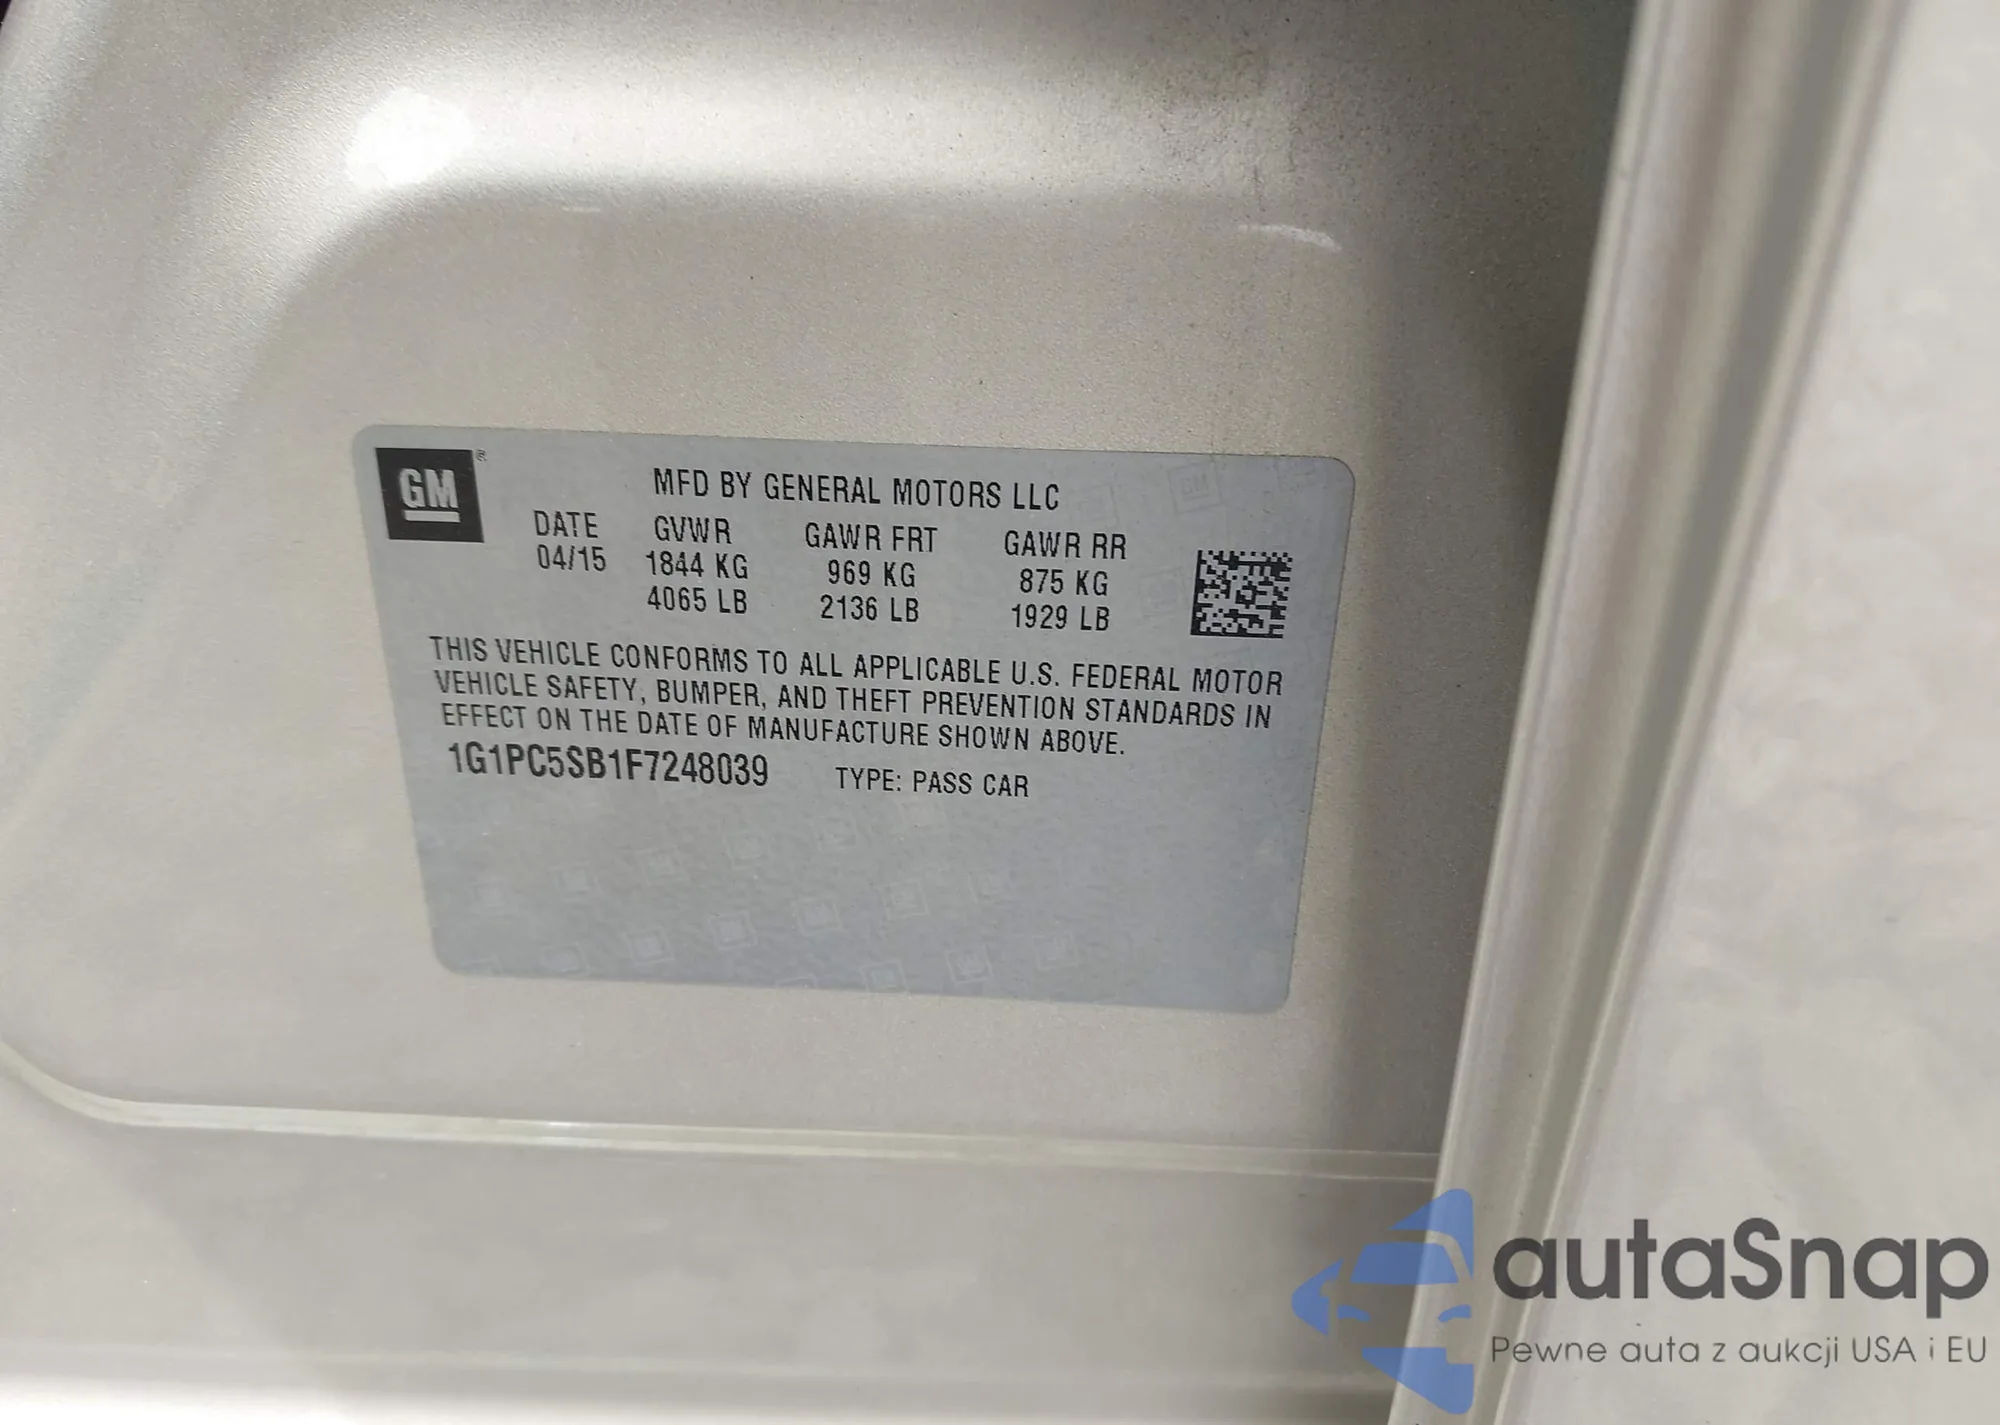 GM
MFD BY GENERAL MOTORS LLC
DATE GVWR GAWR FRT GAWR RR
04/15 1844 KG 969 KG 875 KG
4065 LB 2136 LB 1929 LB
THIS VEHICLE CONFORMS TO ALL APPLICABLE U.S. FEDERAL MOTOR
VEHICLE SAFETY, BUMPER, AND THEFT PREVENTION STANDARDS IN
EFFECT ON THE DATE OF MANUFACTURE SHOWN ABOVE.
1G1PC5SB1F7248039 TYPE: PASS CAR
autaSnap
Pewne auta z aukcji USA i EU